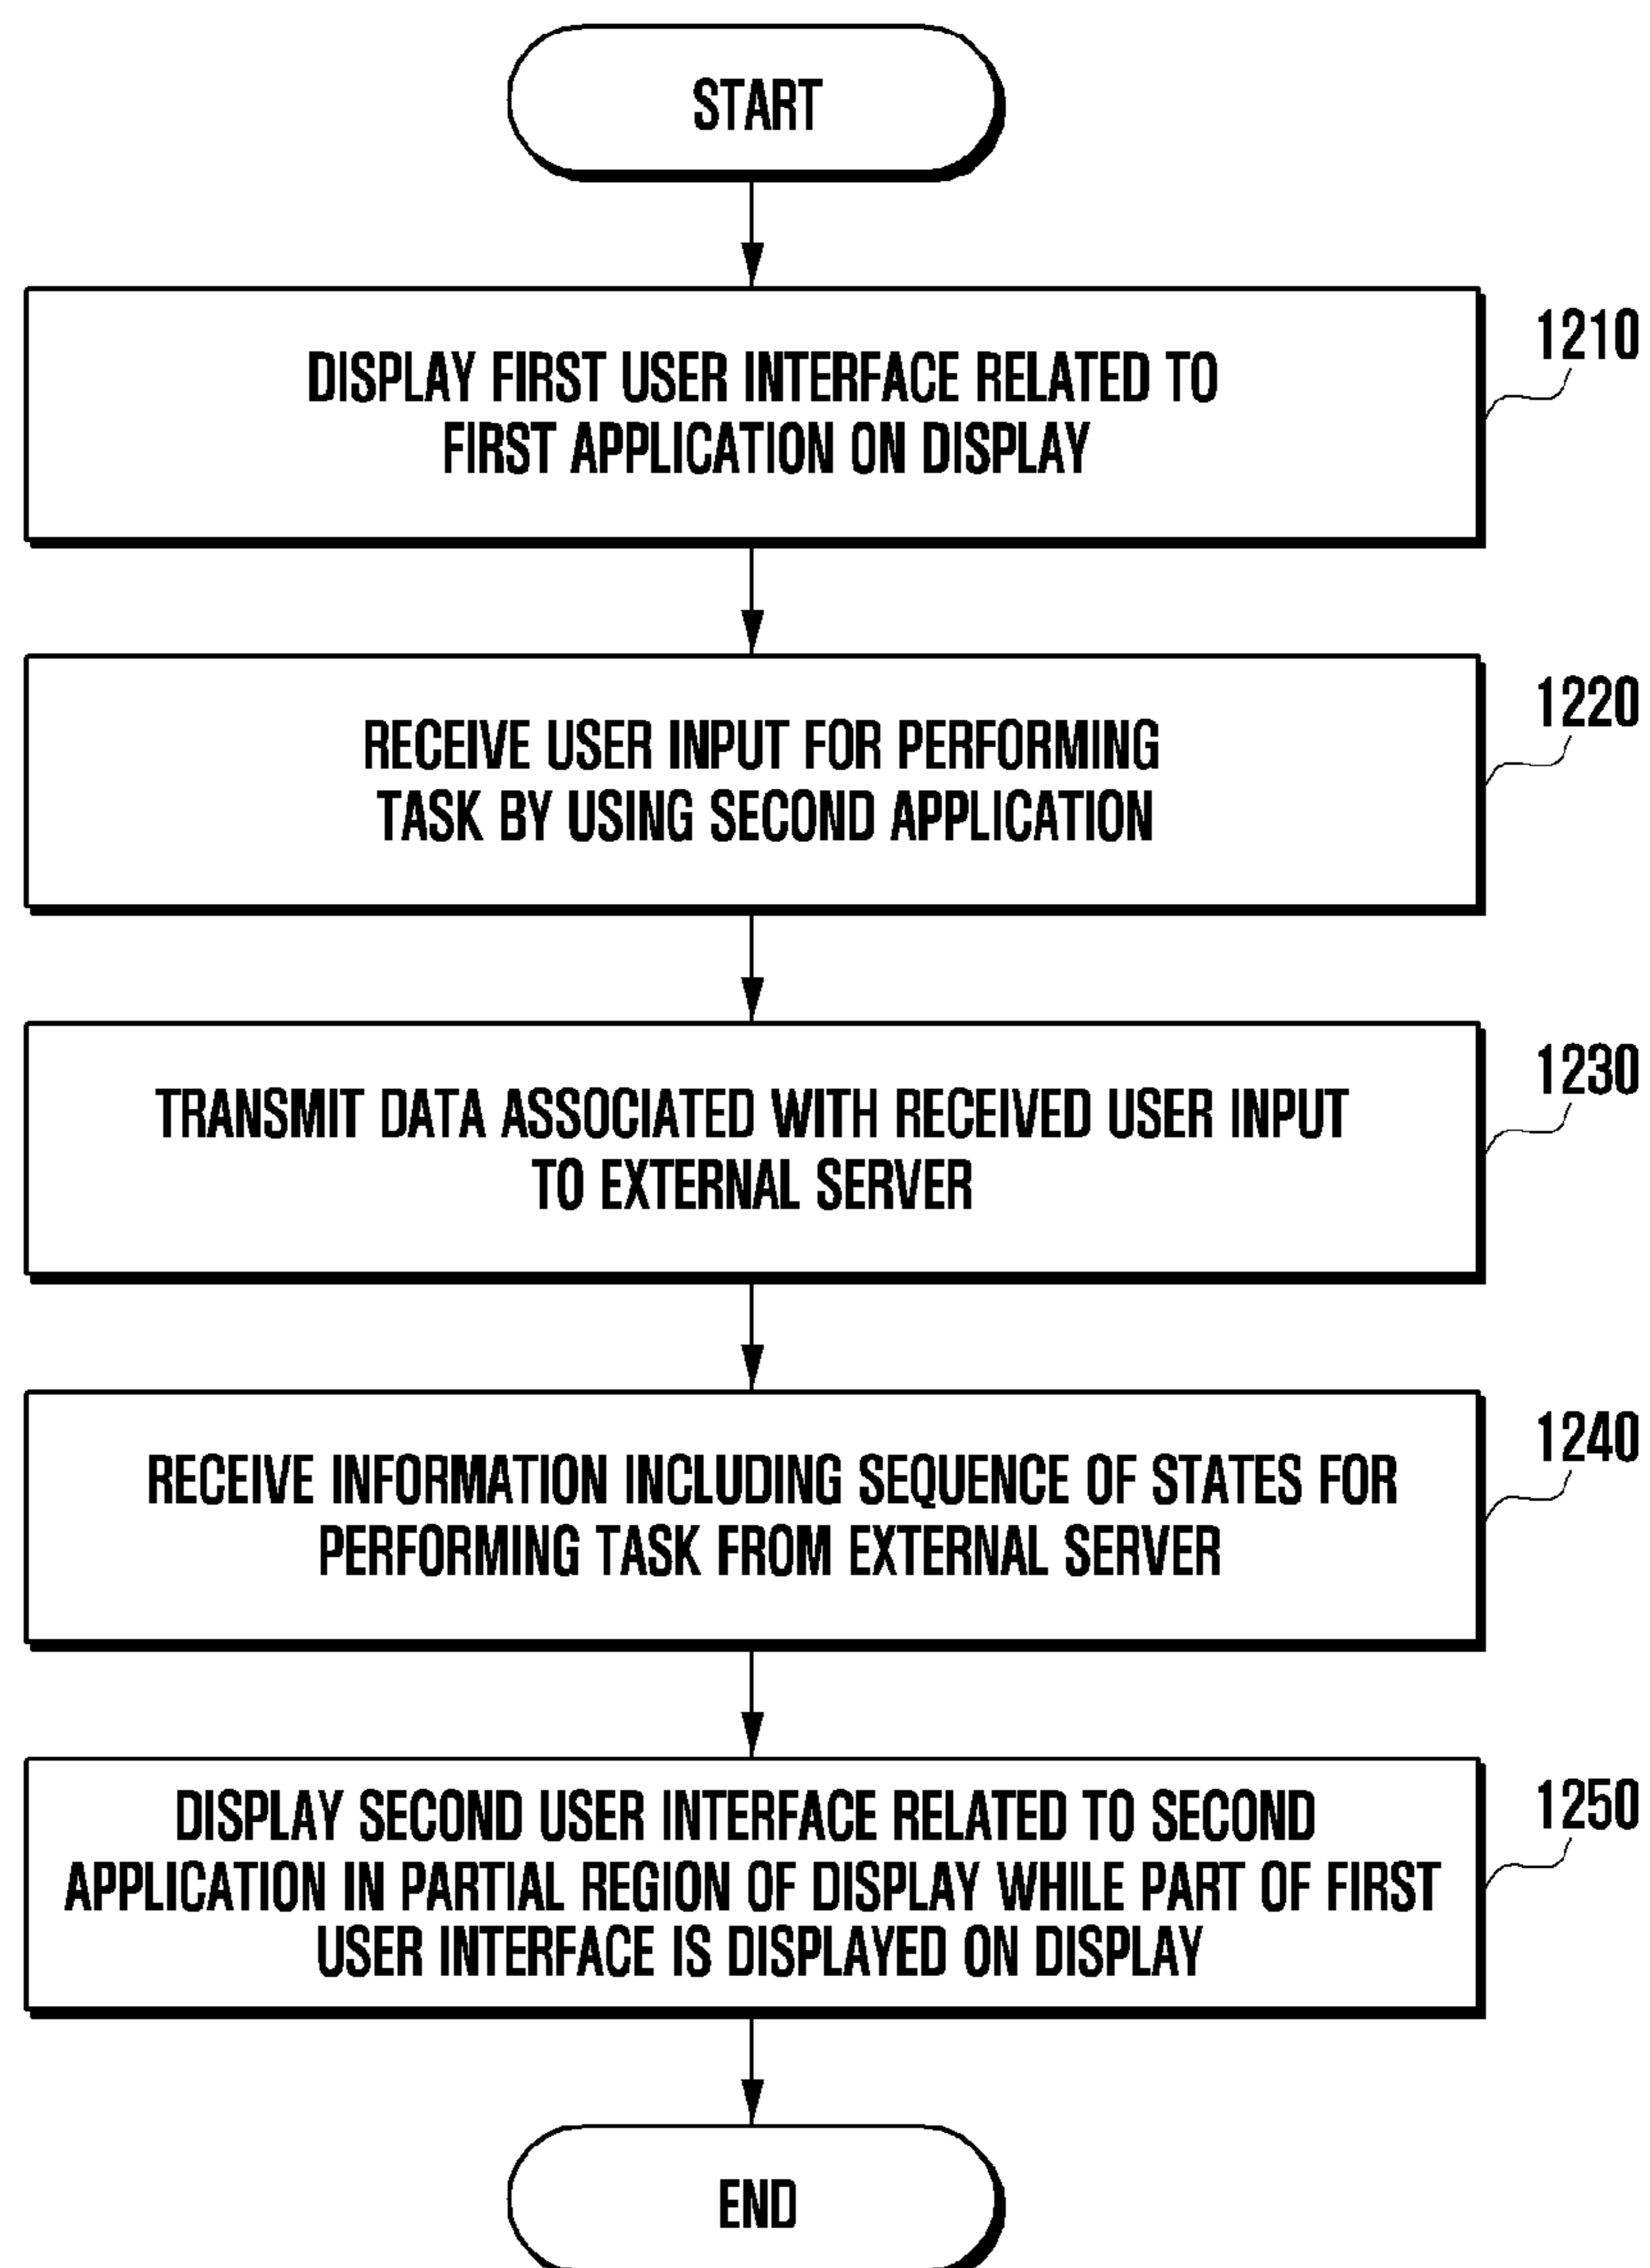 START
DISPLAY FIRST USER INTERFACE RELATED TO
FIRST APPLICATION ON DISPLAY
1210
RECEIVE USER INPUT FOR PERFORMING
TASK BY USING SECOND APPLICATION
1220
TRANSMIT DATA ASSOCIATED WITH RECEIVED USER INPUT
TO EXTERNAL SERVER
1230
RECEIVE INFORMATION INCLUDING SEQUENCE OF STATES FOR
PERFORMING TASK FROM EXTERNAL SERVER
1240
DISPLAY SECOND USER INTERFACE RELATED TO SECOND
APPLICATION IN PARTIAL REGION OF DISPLAY WHILE PART OF FIRST
USER INTERFACE IS DISPLAYED ON DISPLAY
1250
END